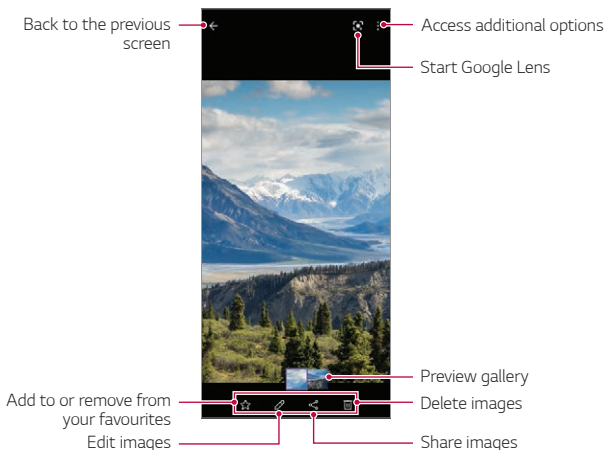 Back to the previous
screen
Access additional options
Start Google Lens
Preview gallery
Add to or remove from
your favourites
Delete images
Edit images
Share images